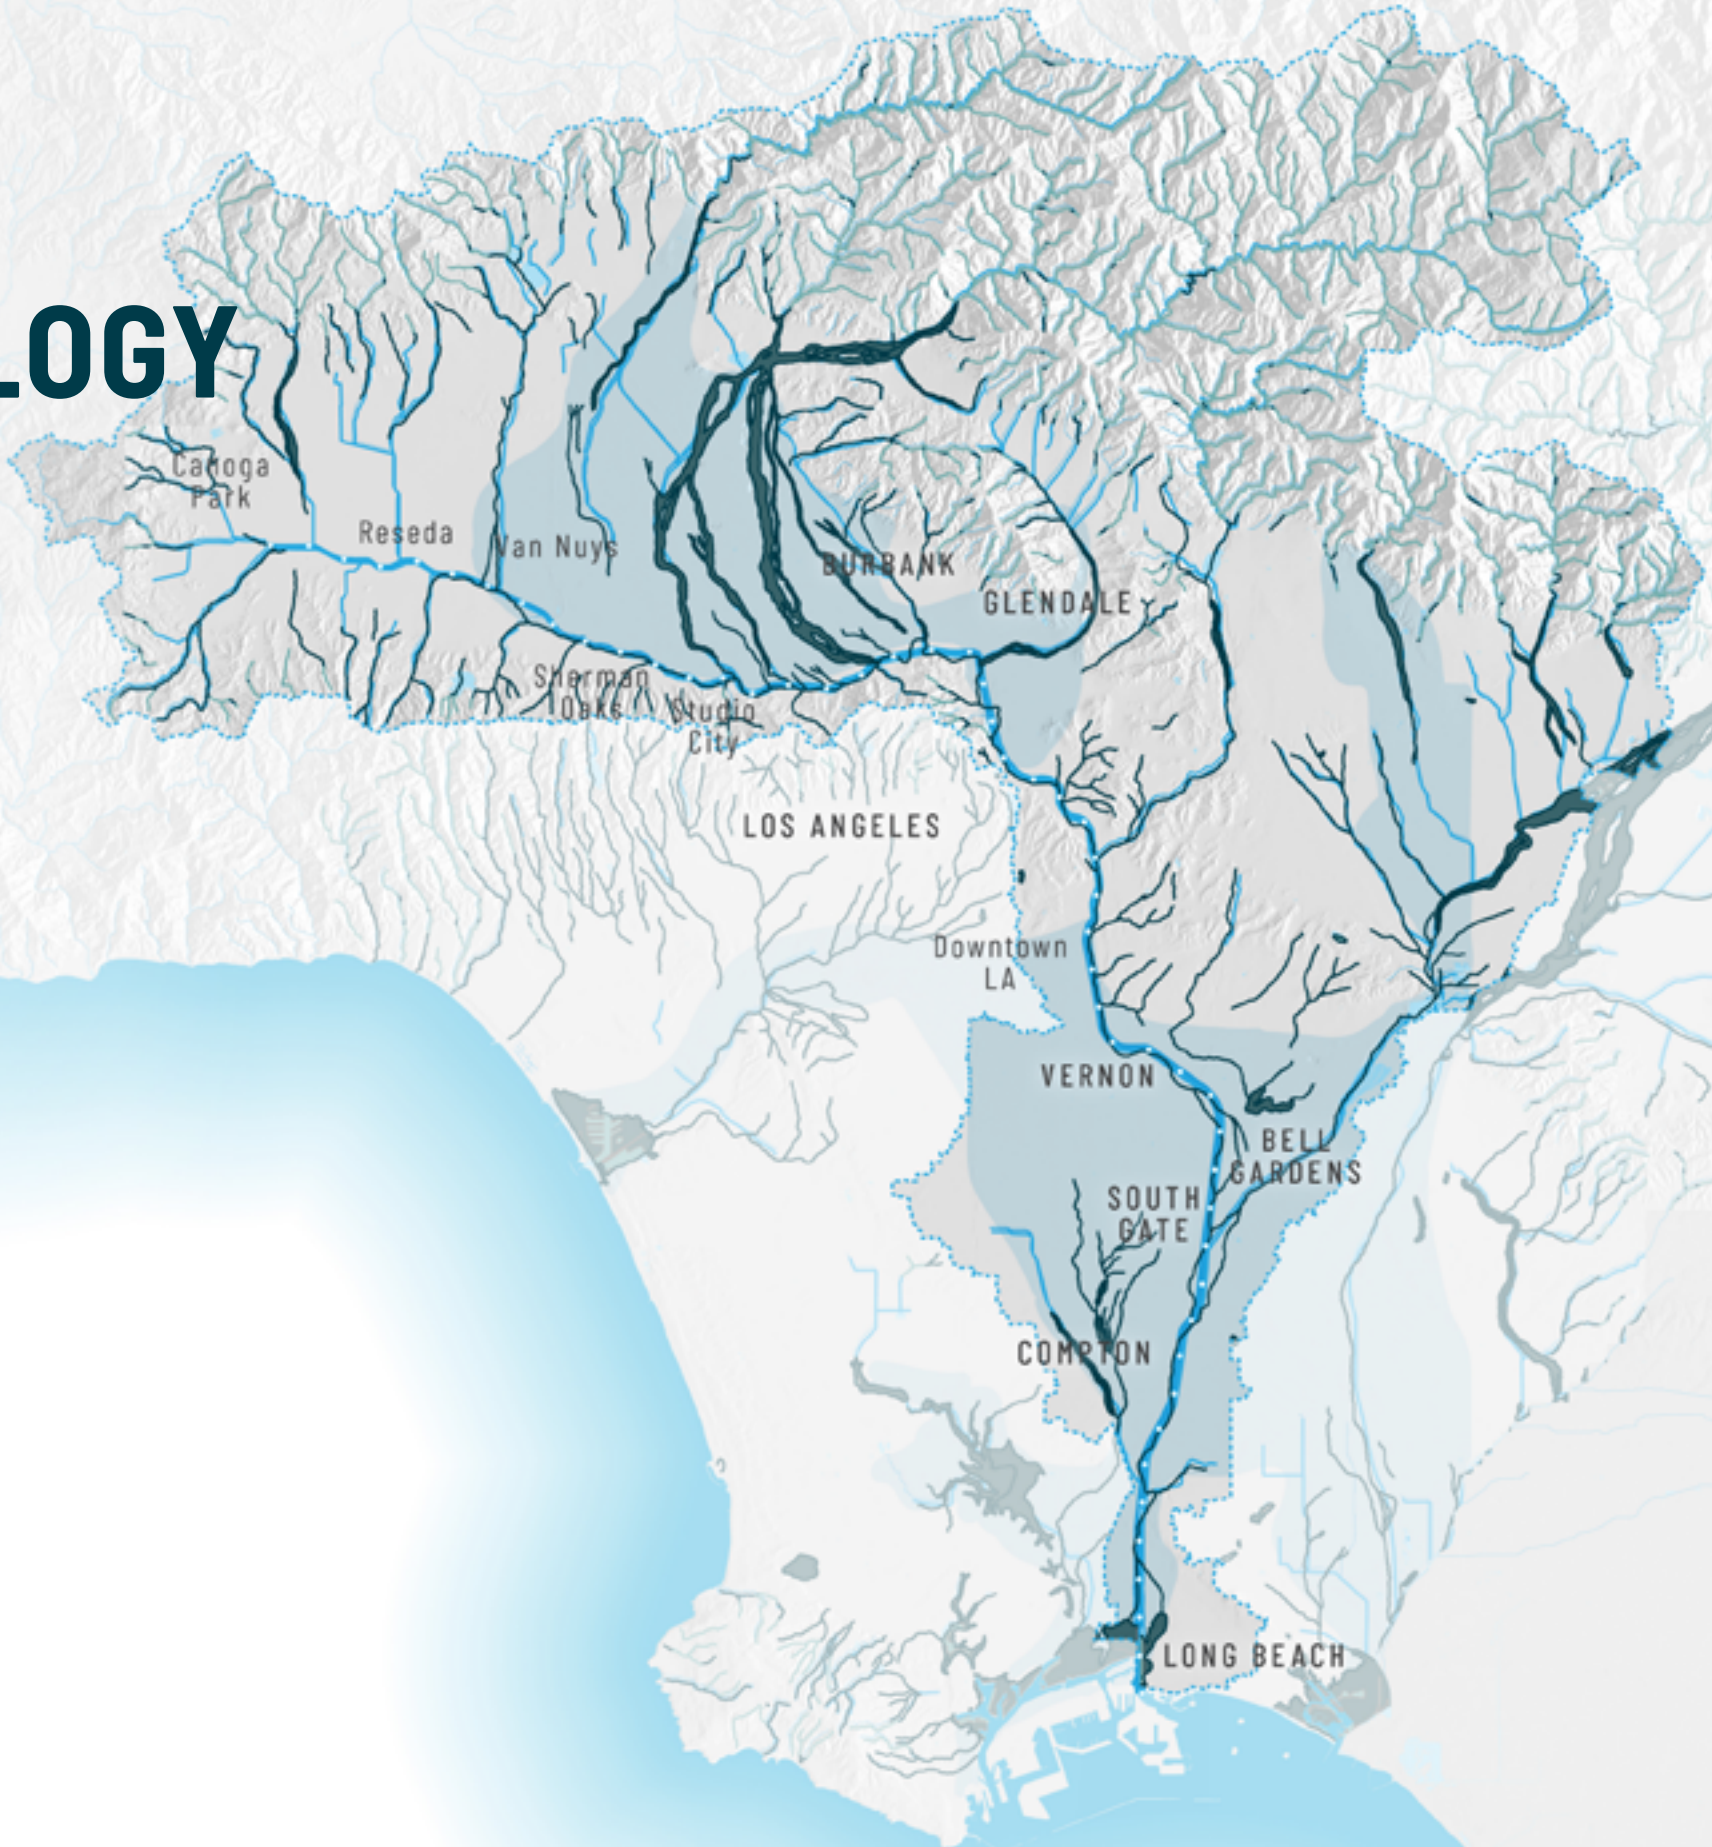 LOGY
Canoga
Park
Reseda
Van Nuys
BURBANK
GLENDALE
Sherman
Oaks
Studio
City
LOS ANGELES
Downtown
LA
VERNON
BELL
GARDENS
SOUTH
GATE
COMPTON
LONG BEACH